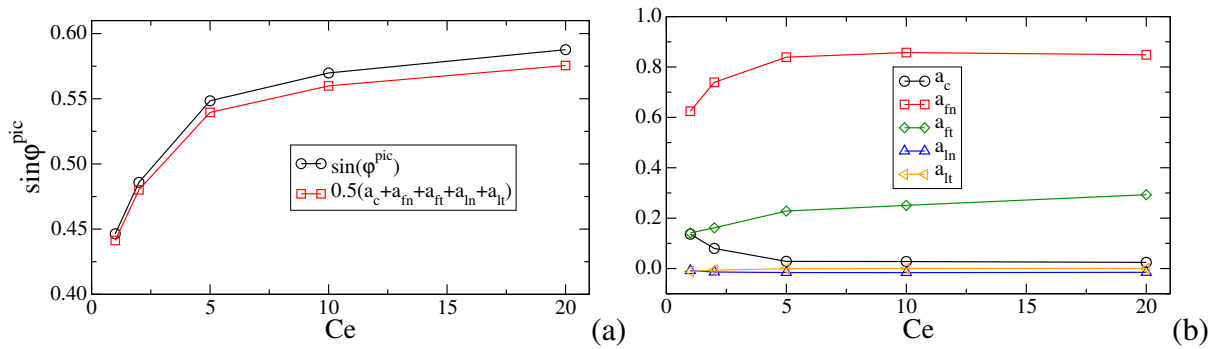 0.60
0.55
0.50
0.45
0.40
sinφ^pic
sin(φ^pic)
0.5(a_c+a_fn+a_ft+a_ln+a_lt)
0 5 10 15 20
Ce
(a)
1.0
0.8
0.6
0.4
0.2
0.0
a_c
a_fn
a_ft
a_ln
a_lt
0 5 10 15 20
Ce
(b)